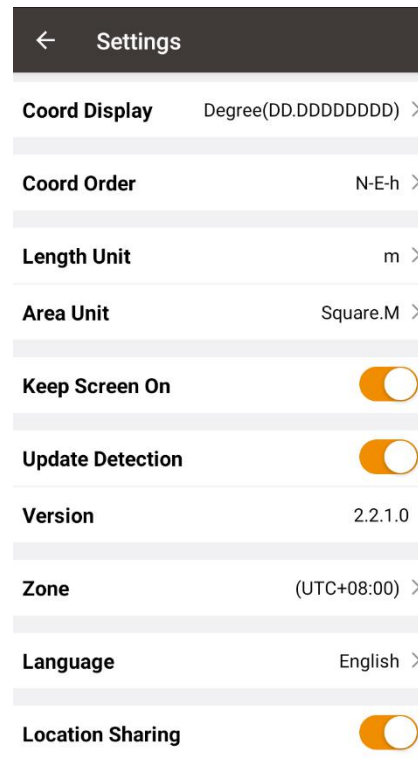 Settings
Coord Display Degree(DD.DDDDDDDD)
Coord Order N-E-h
Length Unit m
Area Unit Square.M
Keep Screen On
Update Detection
Version 2.2.1.0
Zone (UTC+08:00)
Language English
Location Sharing